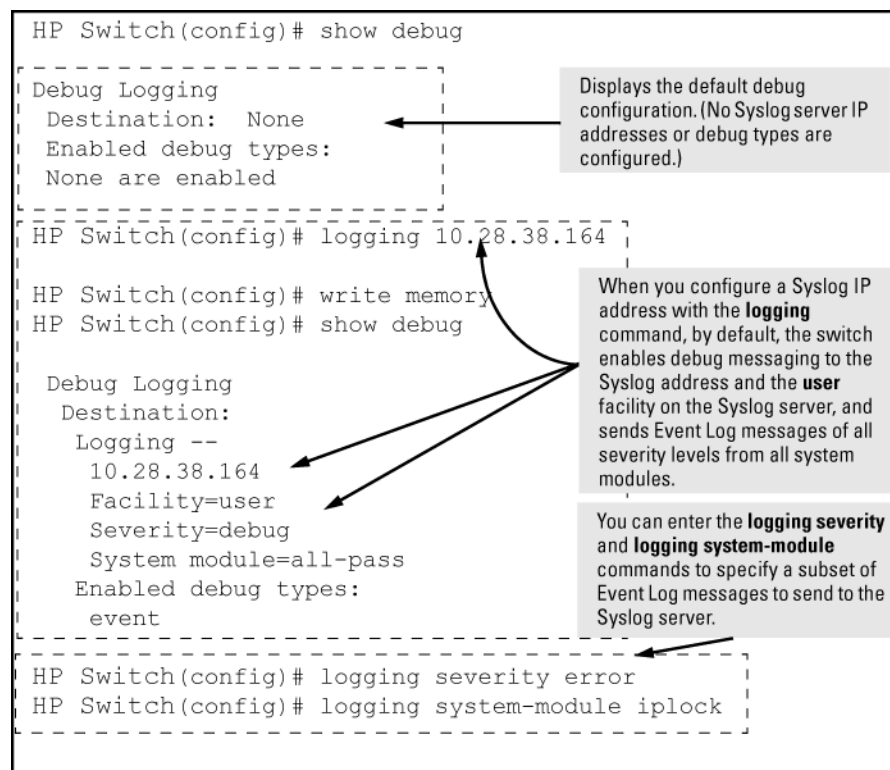 HP Switch(config)# show debug
Debug Logging
Destination: None
Enabled debug types:
None are enabled
Displays the default debug
configuration. (No Syslog server IP
addresses or debug types are
configured.)
HP Switch(config)# logging 10.28.38.164
HP Switch(config)# write memory
HP Switch(config)# show debug
Debug Logging
Destination:
Logging --
10.28.38.164
Facility=user
Severity=debug
System module=all-pass
Enabled debug types:
event
When you configure a Syslog IP
address with the logging
command, by default, the switch
enables debug messaging to the
Syslog address and the user
facility on the Syslog server, and
sends Event Log messages of all
severity levels from all system
modules.
You can enter the logging severity
and logging system-module
commands to specify a subset of
Event Log messages to send to the
Syslog server.
HP Switch(config)# logging severity error
HP Switch(config)# logging system-module iplock